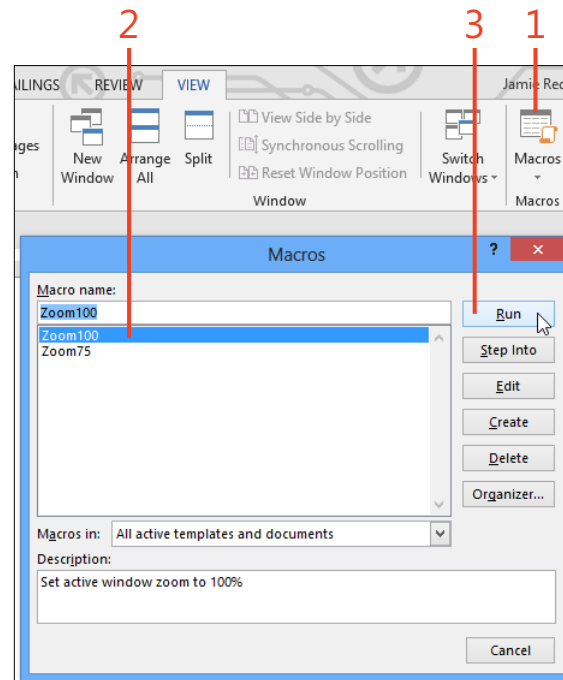 2 3 1
AILINGS REVIEW VIEW Jamie Rec
ages New Window Arrange All Split View Side by Side Synchronous Scrolling Reset Window Position Switch Windows Macros
Window Macros
Macros ?
Macro name:
Zoom100
Run
Zoom100
Zoom75
Step Into
Edit
Create
Delete
Organizer...
Macros in: All active templates and documents
Description:
Set active window zoom to 100%
Cancel